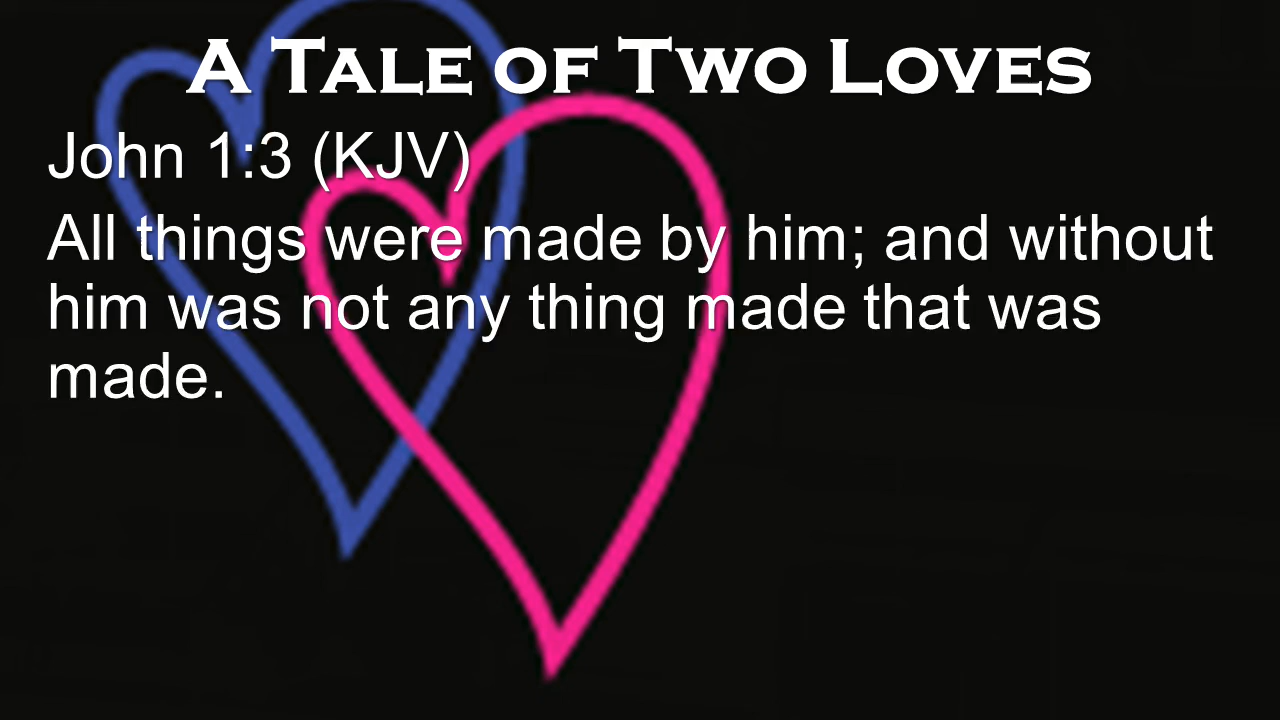 A Tale of Two Loves
John 1:3 (KJV)
All things were made by him; and without
him was not any thing made that was
made.